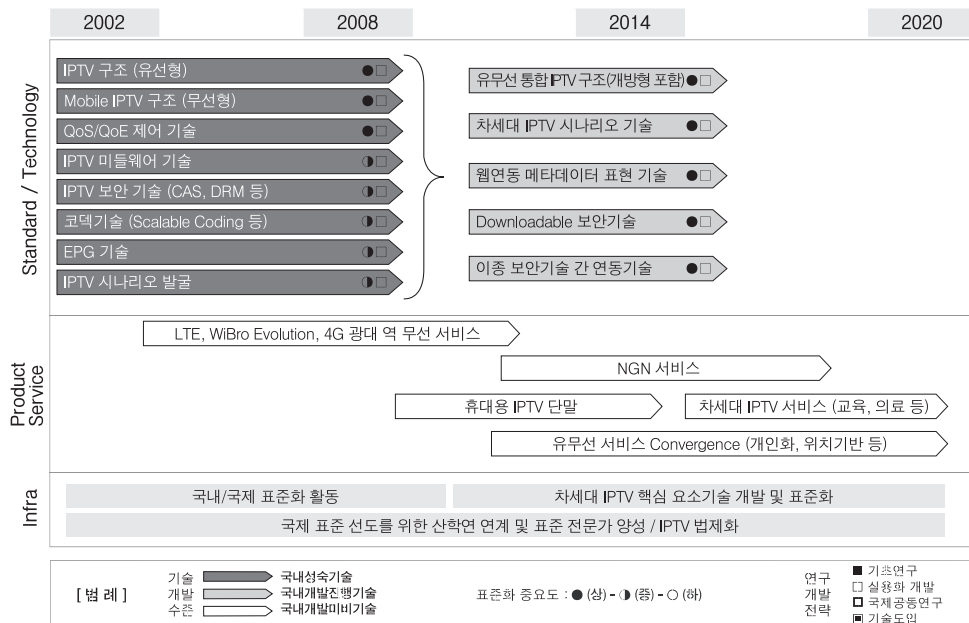 2002 2008 2014 2020
Standard / Technology
IPTV 구조 (유선형) ●□
Mobile IPTV 구조 (무선형) ●□
QoS/QoE 제어 기술 ●□
IPTV 미들웨어 기술 ◑□
IPTV 보안 기술 (CAS, DRM 등) ◑□
코덱기술 (Scalable Coding 등) ◑□
EPG 기술 ◑□
IPTV 시나리오 발굴 ◑□
유무선 통합 IPTV 구조(개방형 포함) ●□
차세대 IPTV 시나리오 기술 ●□
웹연동 메타데이터 표현 기술 ●□
Downloadable 보안기술 ●□
이종 보안기술 간 연동기술 ●□
Product
Service
LTE, WiBro Evolution, 4G 광대 역 무선 서비스
NGN 서비스
휴대용 IPTV 단말
차세대 IPTV 서비스 (교육, 의료 등)
유무선 서비스 Convergence (개인화, 위치기반 등)
Infra
국내/국제 표준화 활동
차세대 IPTV 핵심 요소기술 개발 및 표준화
국제 표준 선도를 위한 산학연 연계 및 표준 전문가 양성 / IPTV 법제화
[범례]
기술
개발
수준
국내성숙기술
국내개발진행기술
국내개발미비기술
표준화 중요도 : ● (상) - ◑ (중) - ○ (하)
연구
개발
전략
■ 기초연구
□ 실용화 개발
□ 국제공동연구
▣ 기술도입